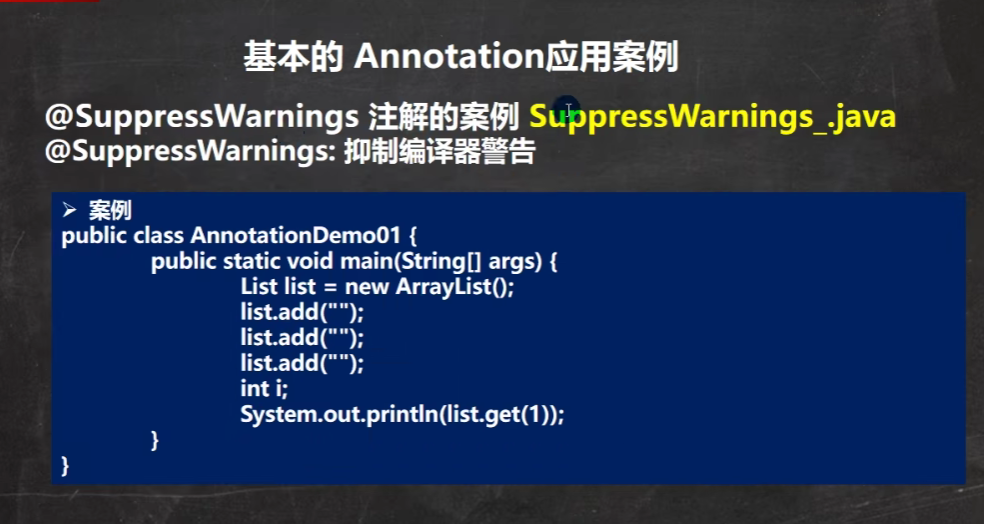 基本的 Annotation应用案例
@SuppressWarnings 注解的案例 SuppressWarnings_.java
@SuppressWarnings: 抑制编译器警告
➢ 案例
public class AnnotationDemo01 {
public static void main(String[] args) {
List list = new ArrayList();
list.add("");
list.add("");
list.add("");
int i;
System.out.println(list.get(1));
}
}